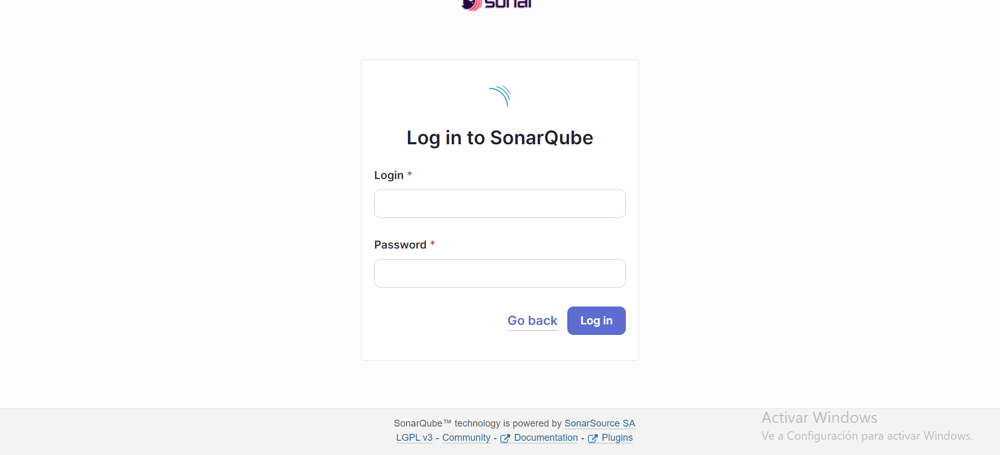 sonar
Log in to SonarQube
Login *
Password *
Go back
Log in
SonarQube™ technology is powered by SonarSource SA
LGPL v3 - Community - Documentation - Plugins
Activar Windows
Ve a Configuración para activar Windows.